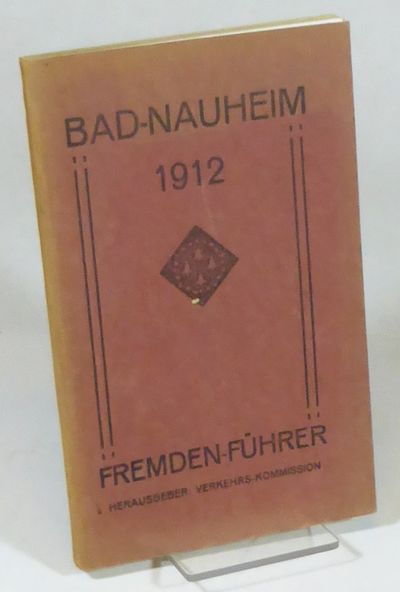 BAD-NAUHEIM
1912
FREMDEN-FÜHRER
HERAUSGEBER: VERKEHRS-KOMMISSION